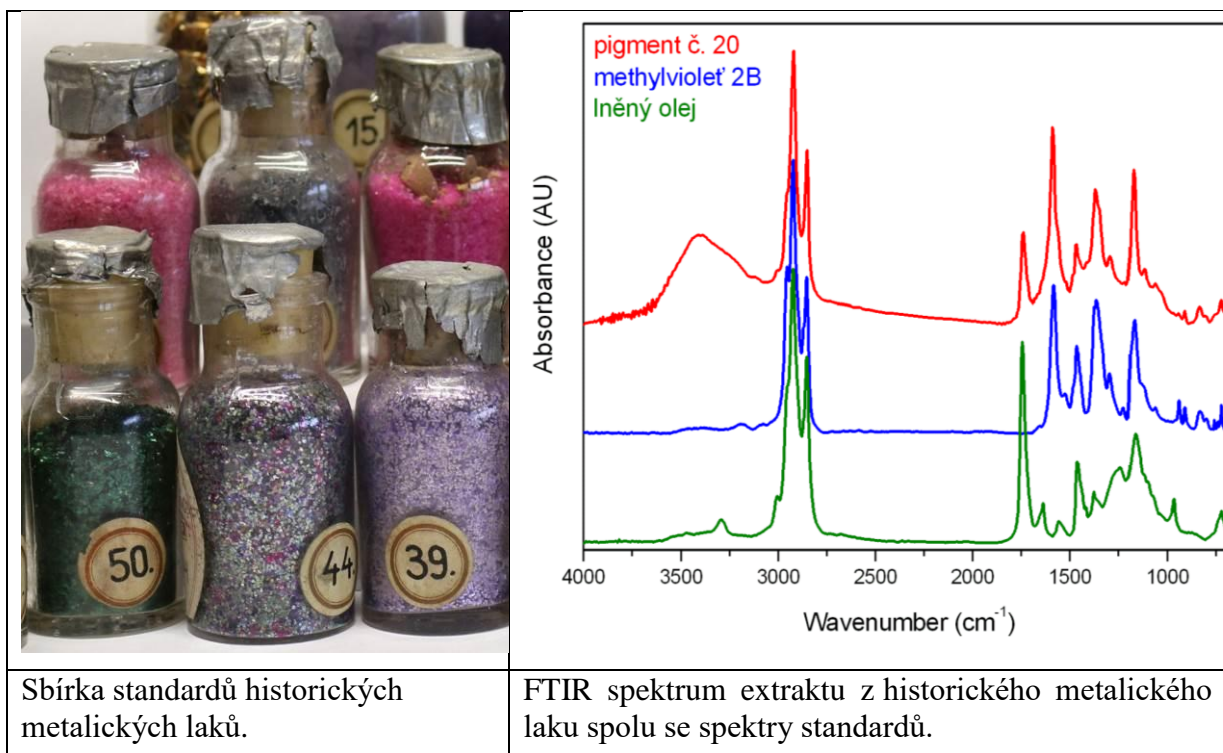 15.
50.
44.
39.
pigment č. 20
methylvioleť 2B
lněný olej
Absorbance (AU)
4000 3500 3000 2500 2000 1500 1000
Wavenumber (cm-1)
Sbírka standardů historických
metalických laků.
FTIR spektrum extraktu z historického metalického
laku spolu se spektry standardů.